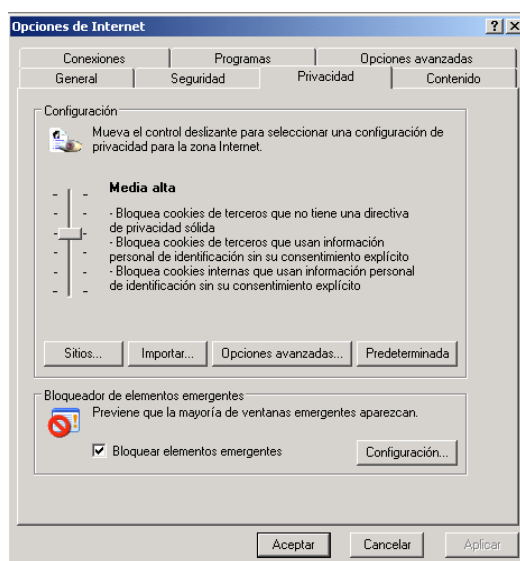 Opciones de Internet
Conexiones Programas Opciones avanzadas
General Seguridad Privacidad Contenido
Configuración
Mueva el control deslizante para seleccionar una configuración de
privacidad para la zona Internet.
Media alta
- Bloquea cookies de terceros que no tiene una directiva
de privacidad sólida
- Bloquea cookies de terceros que usan información
personal de identificación sin su consentimiento explícito
- Bloquea cookies internas que usan información personal
de identificación sin su consentimiento explícito
Sitios... Importar... Opciones avanzadas... Predeterminada
Bloqueador de elementos emergentes
Previene que la mayoría de ventanas emergentes aparezcan.
Bloquear elementos emergentes Configuración...
Aceptar Cancelar Aplicar